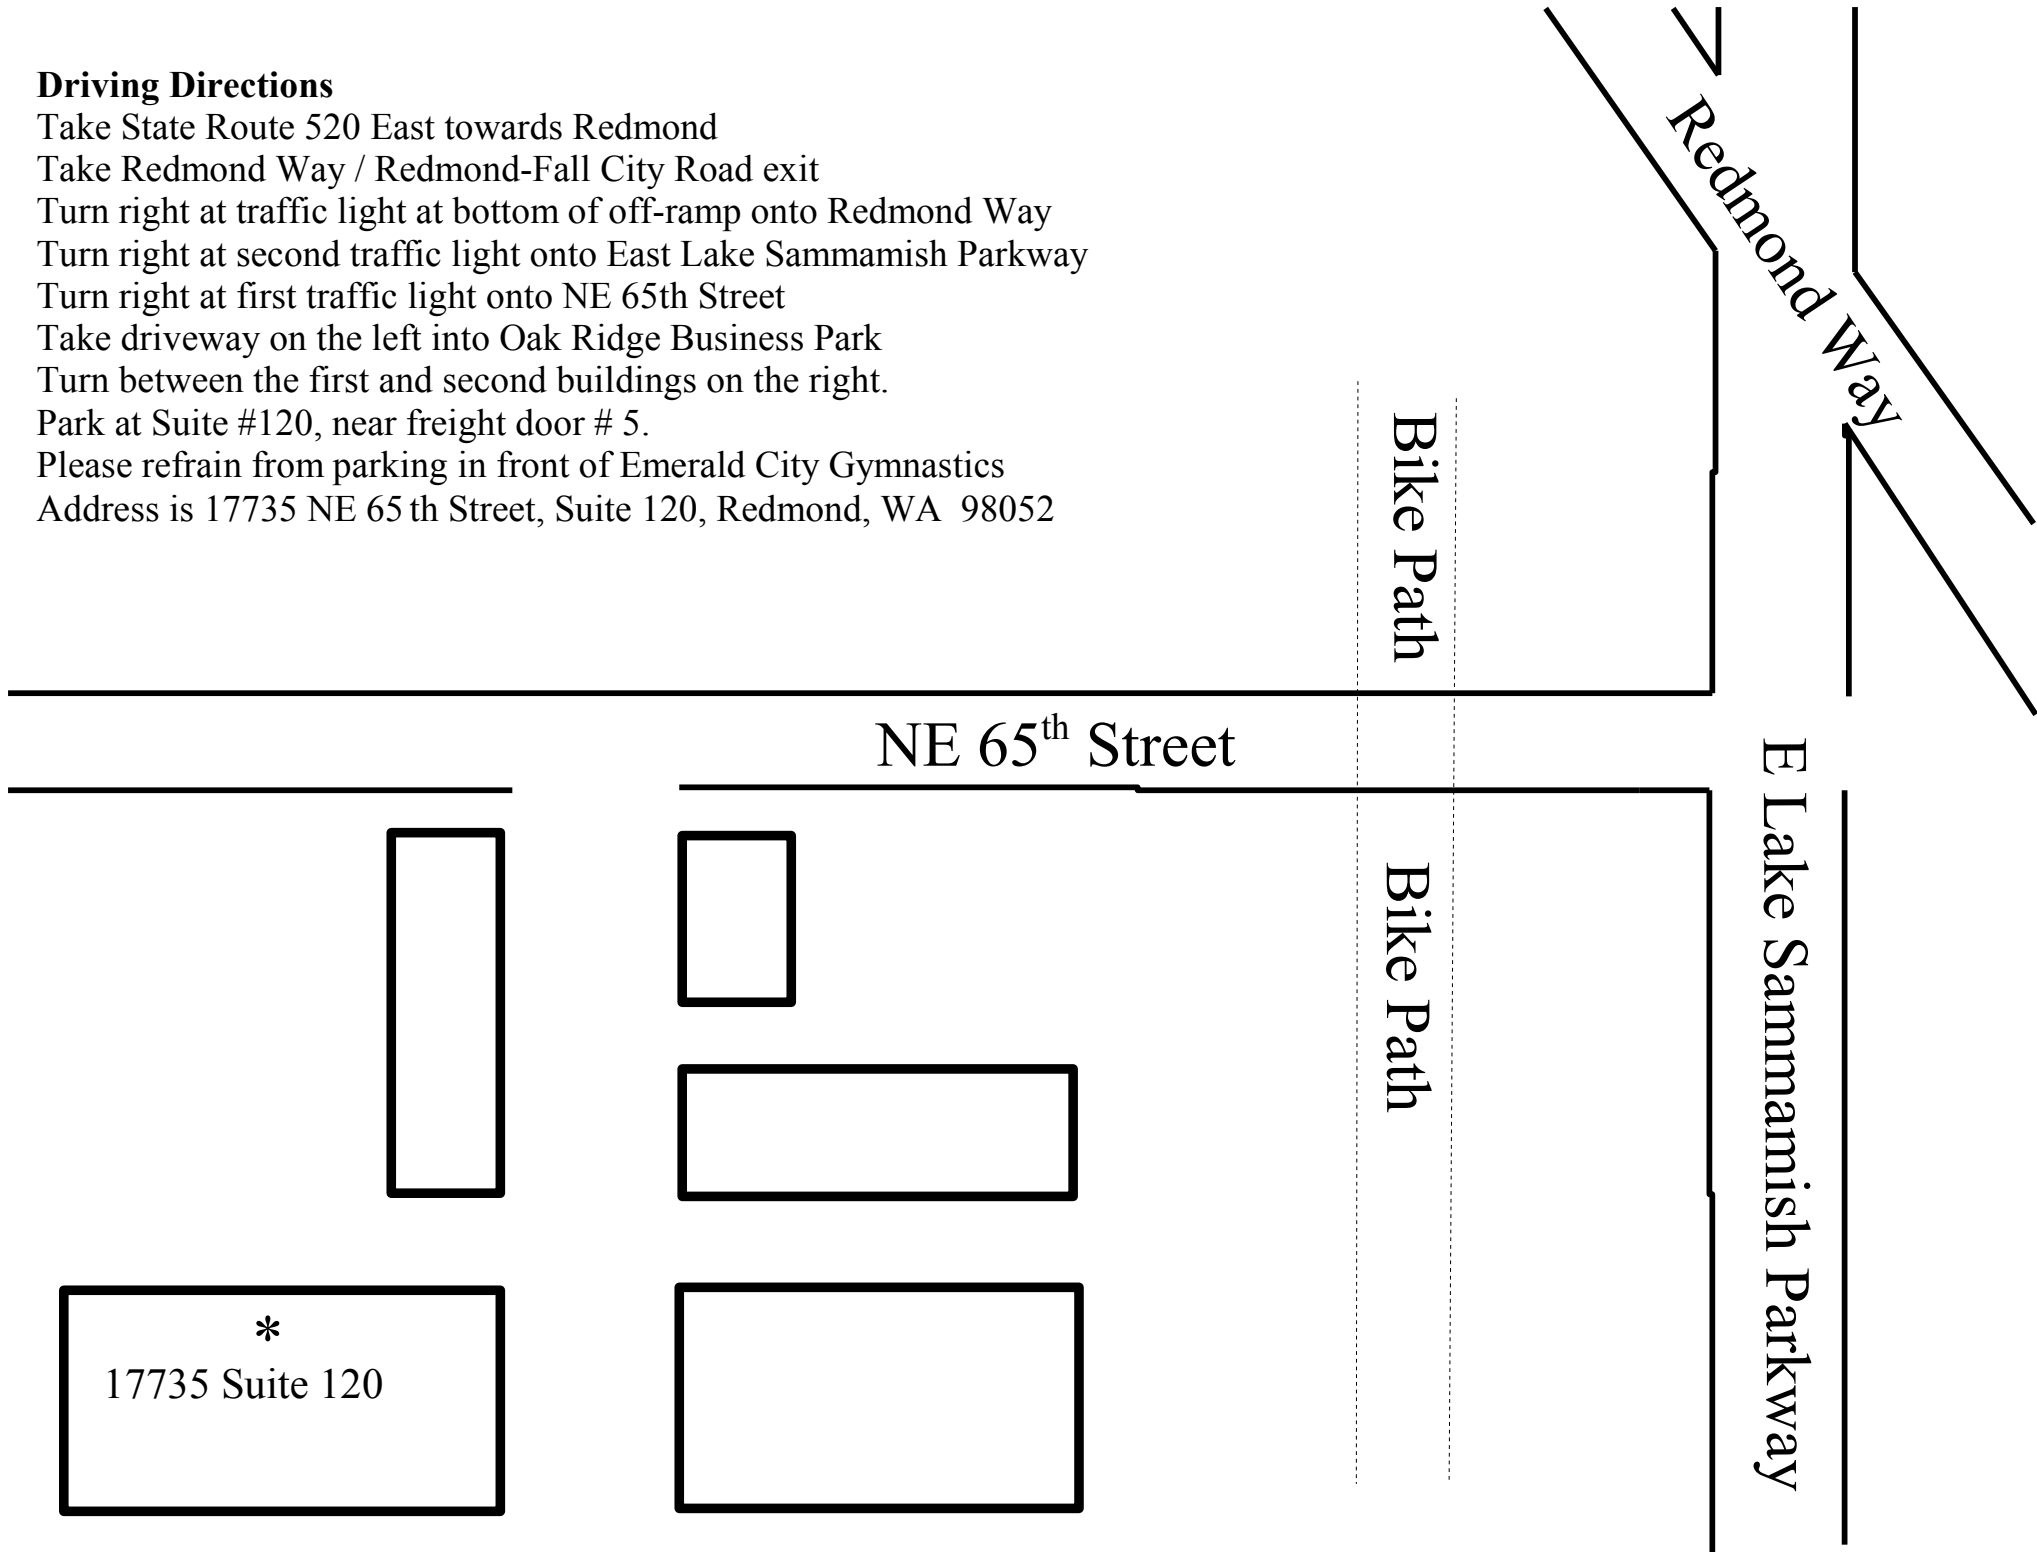 Driving Directions
Take State Route 520 East towards Redmond
Take Redmond Way / Redmond-Fall City Road exit
Turn right at traffic light at bottom of off-ramp onto Redmond Way
Turn right at second traffic light onto East Lake Sammamish Parkway
Turn right at first traffic light onto NE 65th Street
Take driveway on the left into Oak Ridge Business Park
Turn between the first and second buildings on the right.
Park at Suite #120, near freight door # 5.
Please refrain from parking in front of Emerald City Gymnastics
Address is 17735 NE 65 th Street, Suite 120, Redmond, WA  98052
Redmond Way
Bike Path
NE 65th Street
E Lake Sammamish Parkway
Bike Path
*
17735 Suite 120